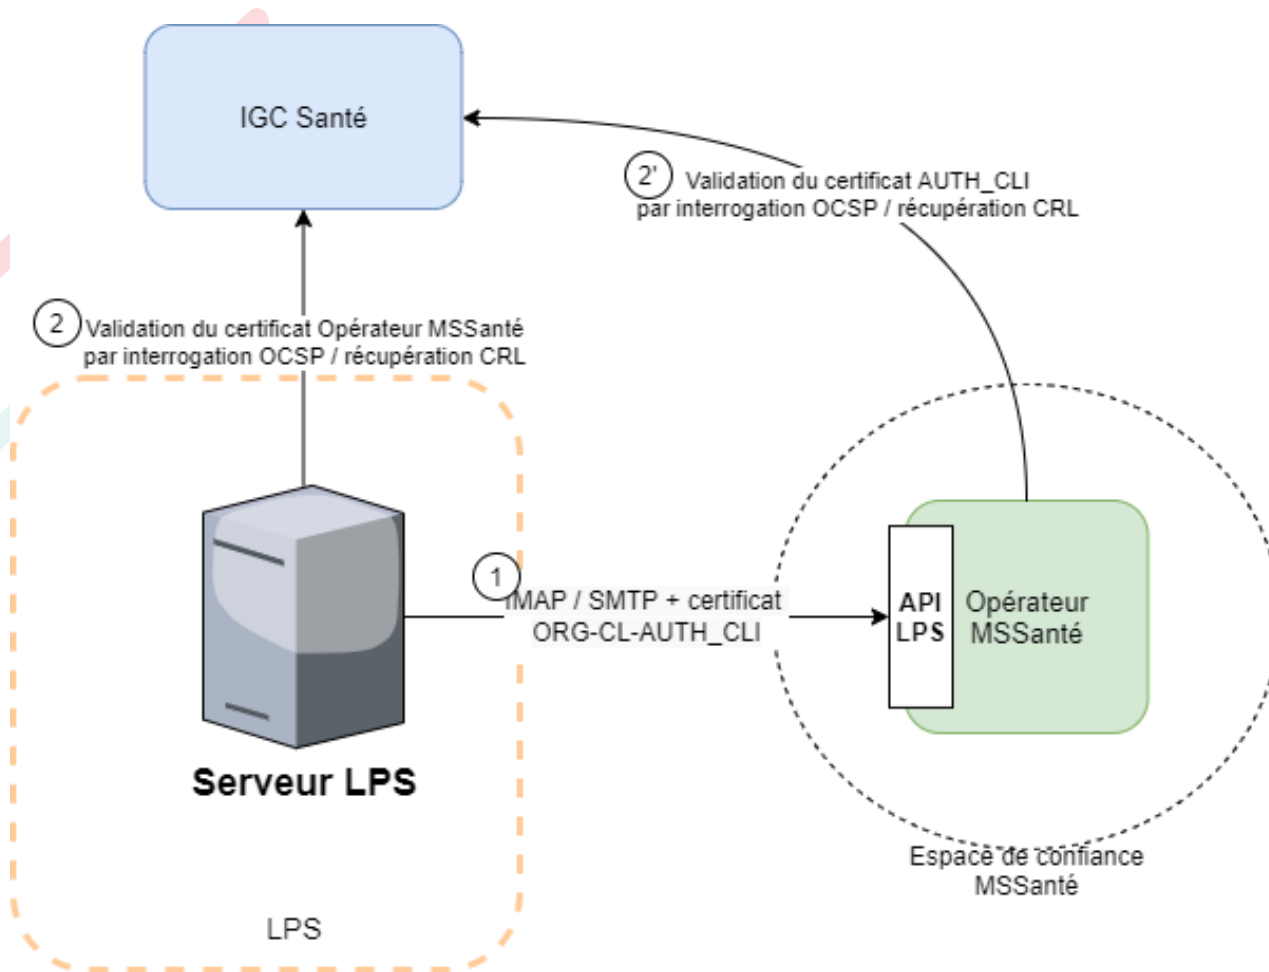 IGC Santé
2'
Validation du certificat AUTH_CLI
par interrogation OCSP / récupération CRL
2
Validation du certificat Opérateur MSSanté
par interrogation OCSP / récupération CRL
1
IMAP / SMTP + certificat
ORG-CL-AUTH_CLI
API
LPS
Opérateur
MSSanté
Serveur LPS
Espace de confiance
MSSanté
LPS